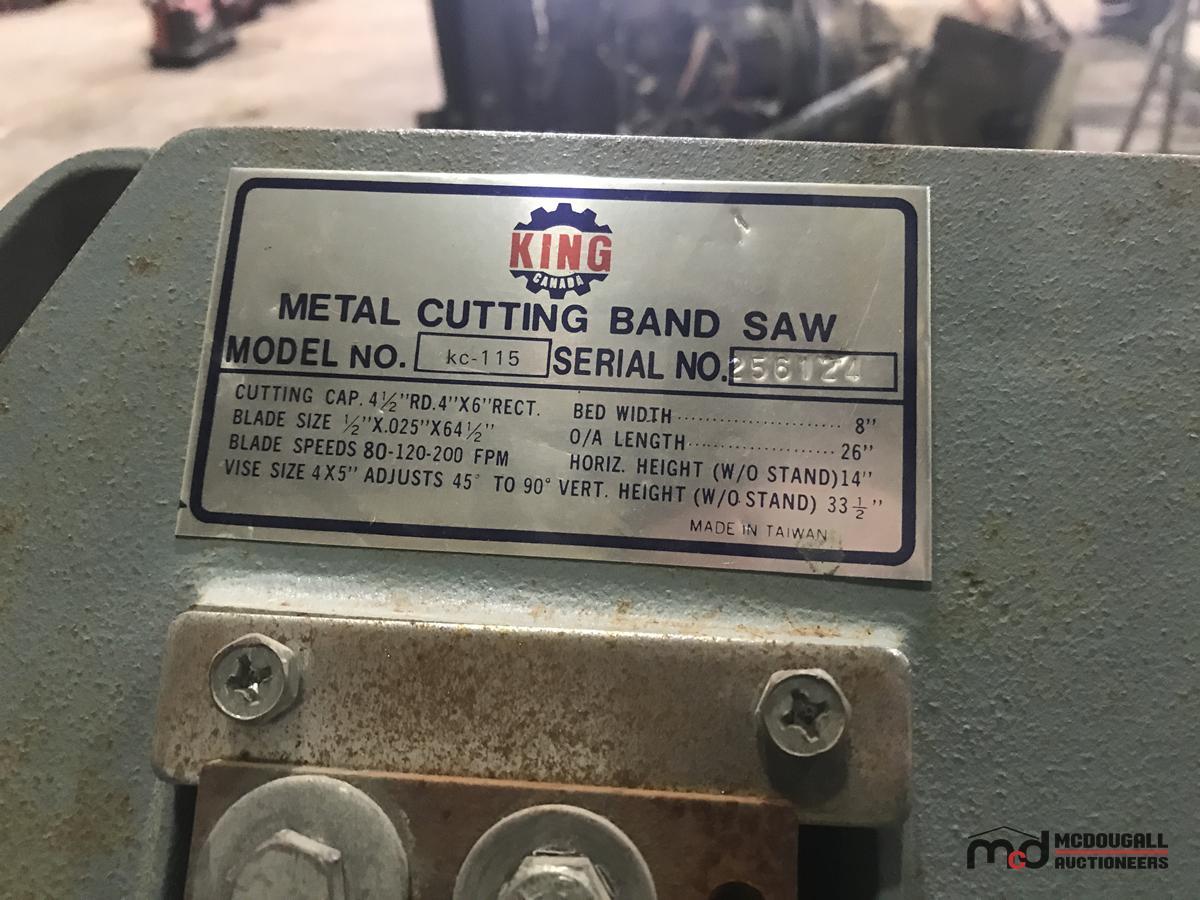 KING
CANADA
METAL CUTTING BAND SAW
MODEL NO. kc-115 SERIAL NO. 256124
CUTTING CAP. 4½"RD.4"X6"RECT.
BLADE SIZE ½"X.025"X64½"
BLADE SPEEDS 80-120-200 FPM
VISE SIZE 4X5" ADJUSTS 45° TO 90°
BED WIDTH ........................ 8"
O/A LENGTH ..................... 26"
HORIZ. HEIGHT (W/O STAND)14"
VERT. HEIGHT (W/O STAND) 33½"
MADE IN TAIWAN
mcd MCDOUGALL
AUCTIONEERS